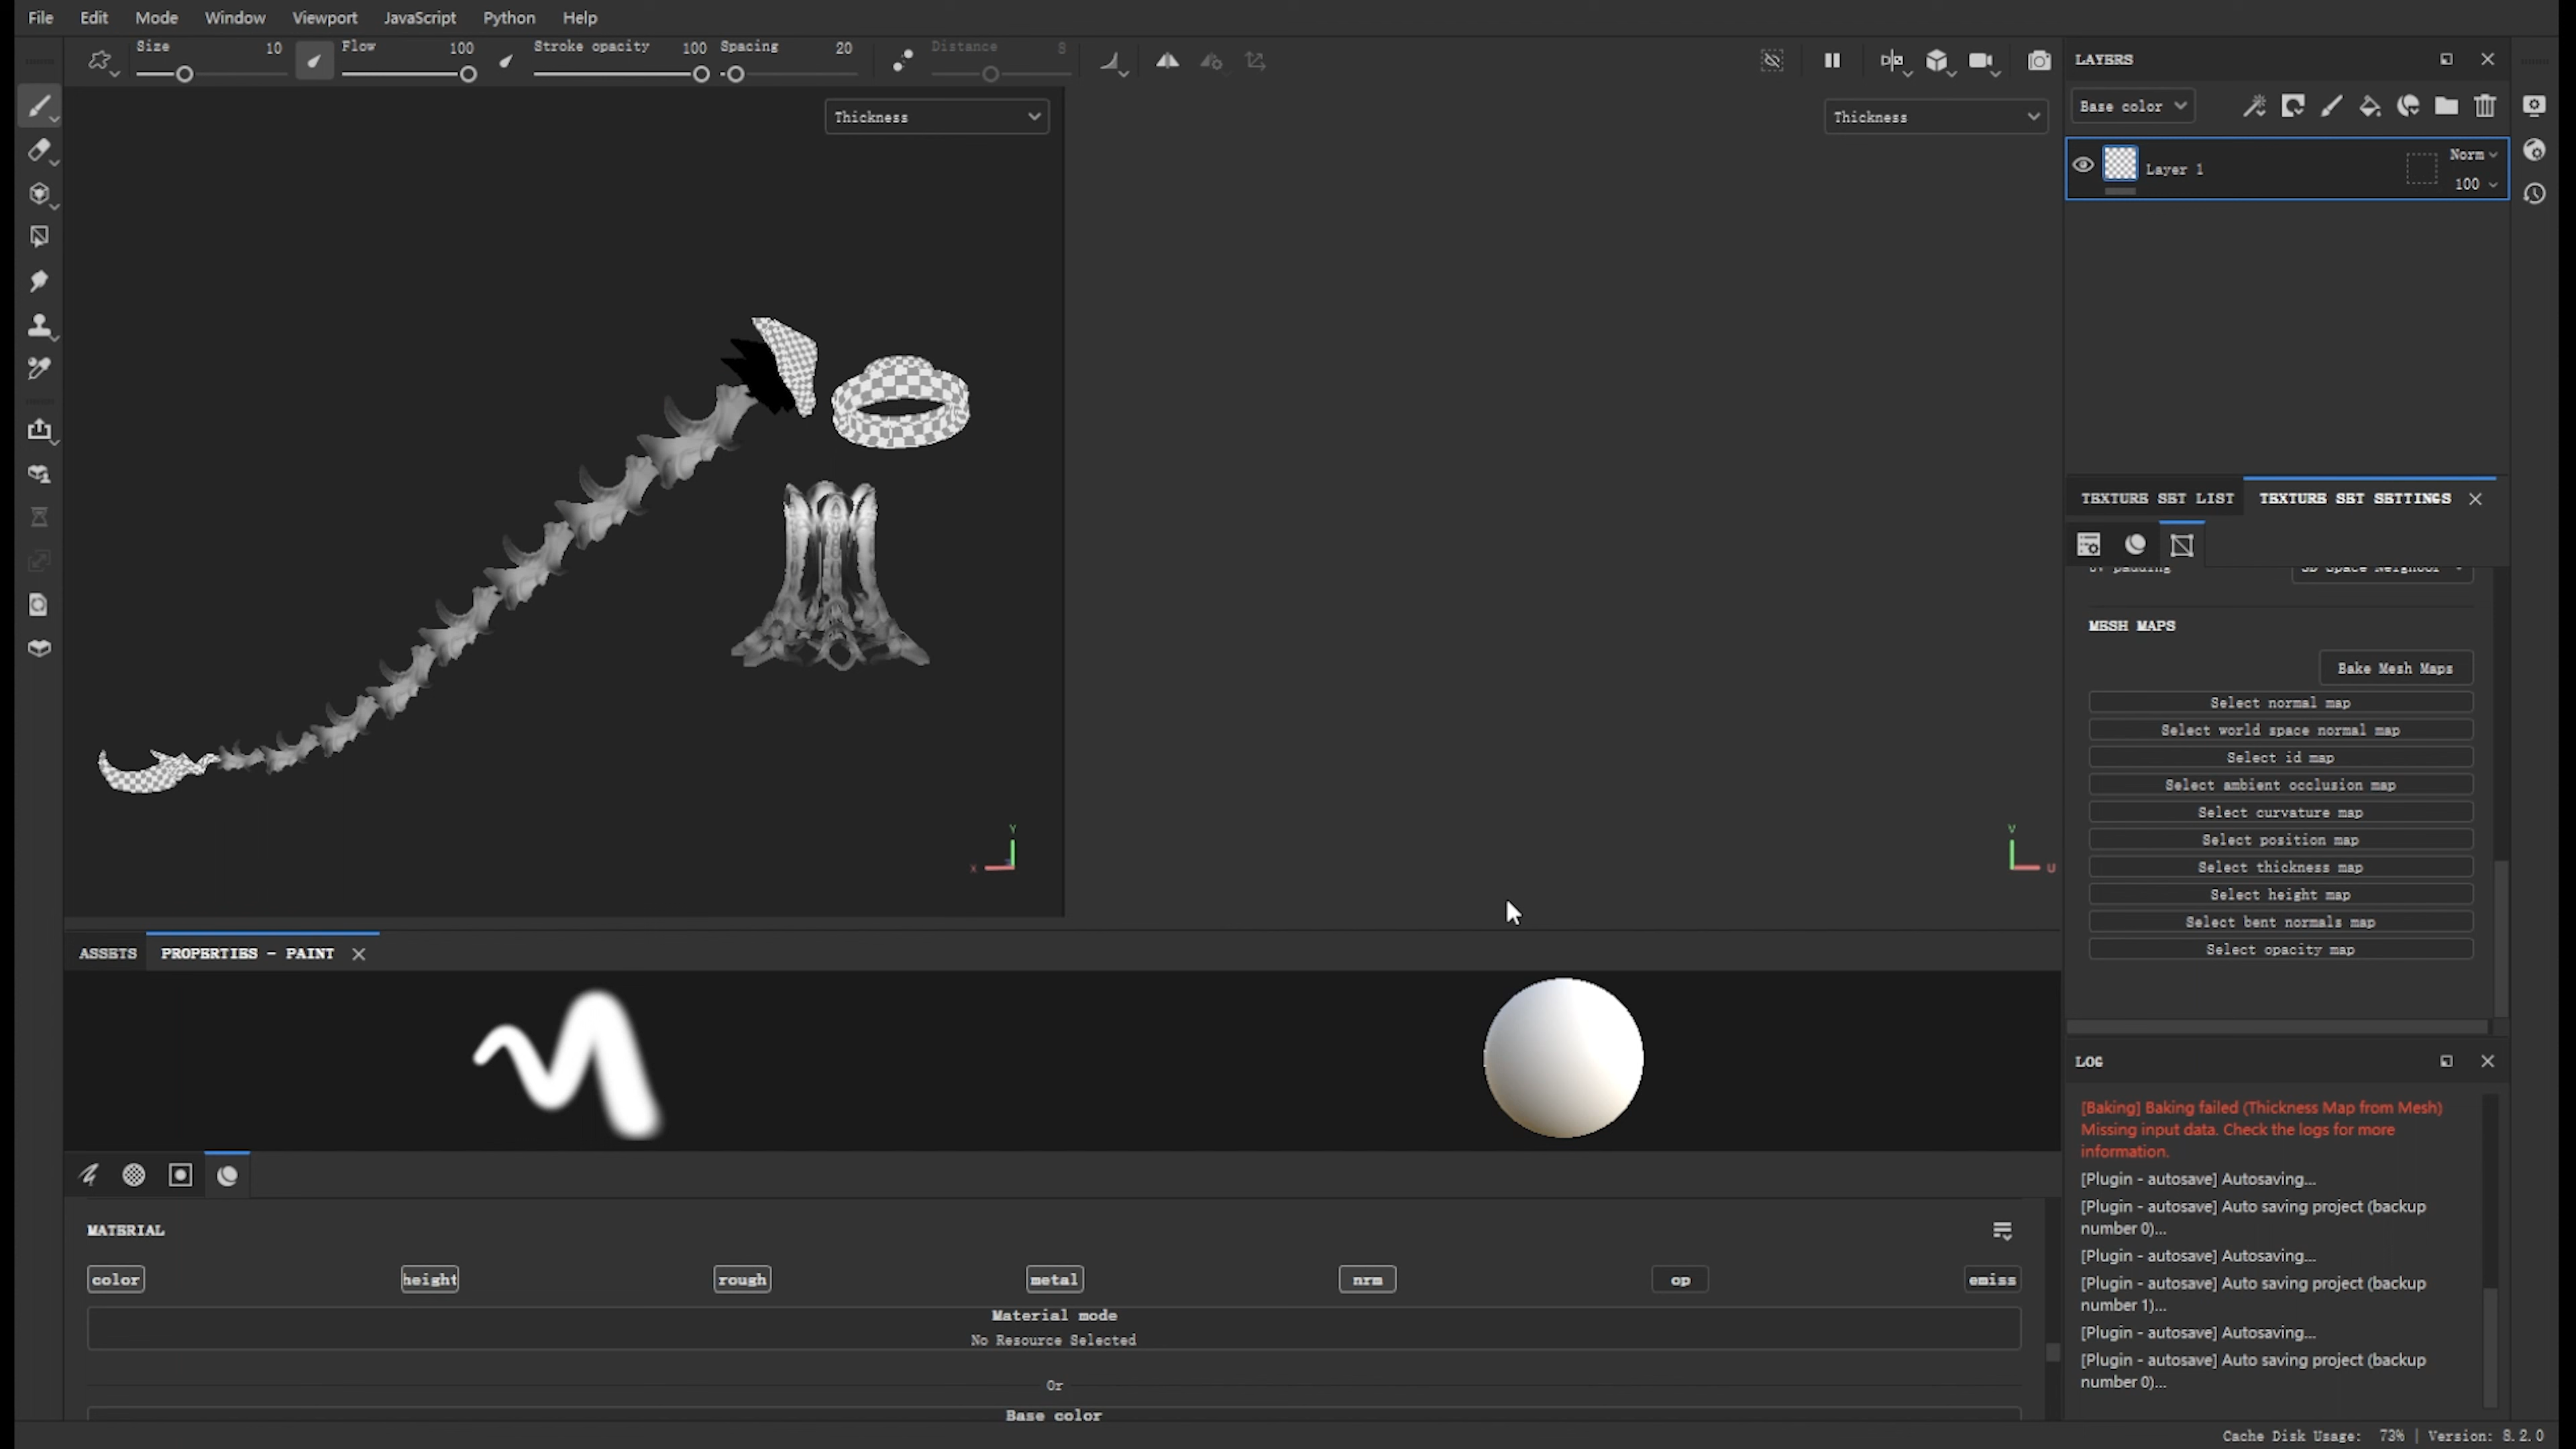 File Edit Mode Window Viewport JavaScript Python Help
Size 10 Flow 100 Stroke opacity 100 Spacing 20 Distance 8
Thickness
Thickness
Y
X
V
U
LAYERS
Base color
Layer 1
Norm
100
TEXTURE SET LIST TEXTURE SET SETTINGS
UV padding 3D Space Neighbor
MESH MAPS
Bake Mesh Maps
Select normal map
Select world space normal map
Select id map
Select ambient occlusion map
Select curvature map
Select position map
Select thickness map
Select height map
Select bent normals map
Select opacity map
ASSETS PROPERTIES - PAINT
MATERIAL
color height rough metal nrm op emiss
Material mode
No Resource Selected
Or
Base color
LOG
[Baking] Baking failed (Thickness Map from Mesh)
Missing input data. Check the logs for more
information.
[Plugin - autosave] Autosaving...
[Plugin - autosave] Auto saving project (backup
number 0)...
[Plugin - autosave] Autosaving...
[Plugin - autosave] Auto saving project (backup
number 1)...
[Plugin - autosave] Autosaving...
[Plugin - autosave] Auto saving project (backup
number 0)...
Cache Disk Usage: 73% | Version: 8.2.0